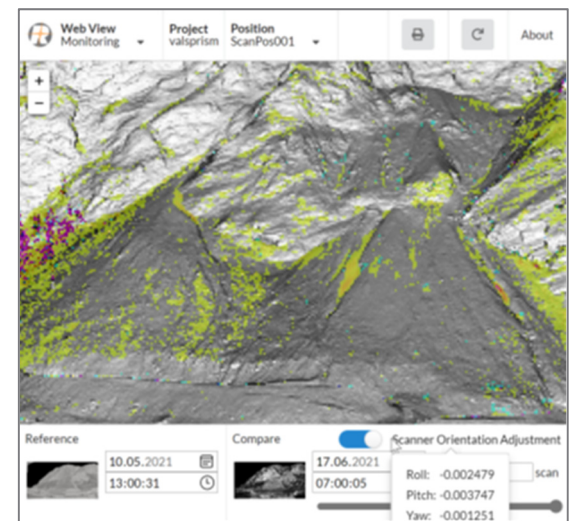 Web View
Monitoring
Project
valsprism
Position
ScanPos001
About
+
−
Reference
10.05.2021
13:00:31
Compare
17.06.2021
07:00:05
Scanner Orientation Adjustment
scan
Roll: -0.002479
Pitch: -0.003747
Yaw: -0.001251